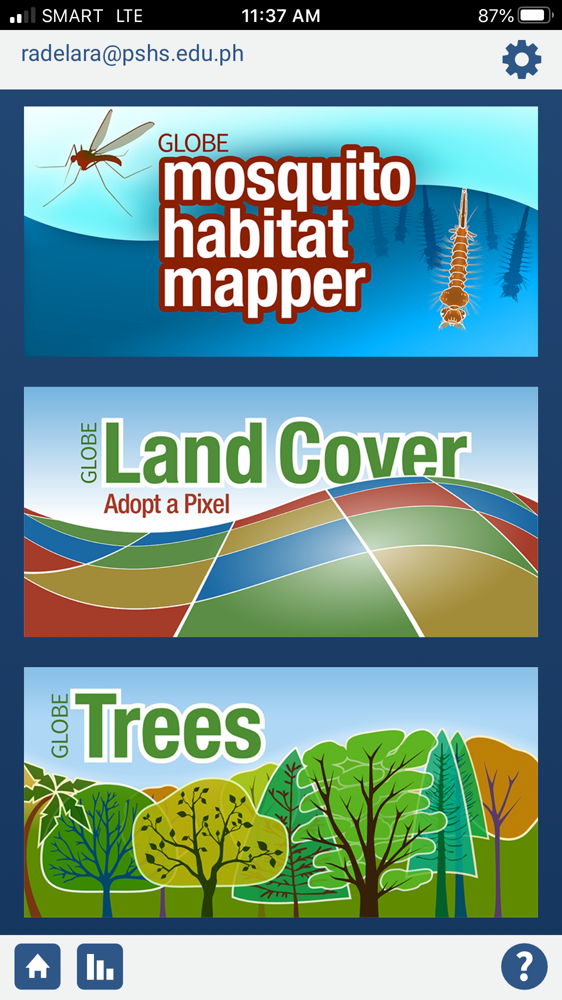 SMART LTE 11:37 AM 87%
radelara@pshs.edu.ph
GLOBE
mosquito
habitat
mapper
GLOBE
Land Cover
Adopt a Pixel
GLOBE
Trees
?